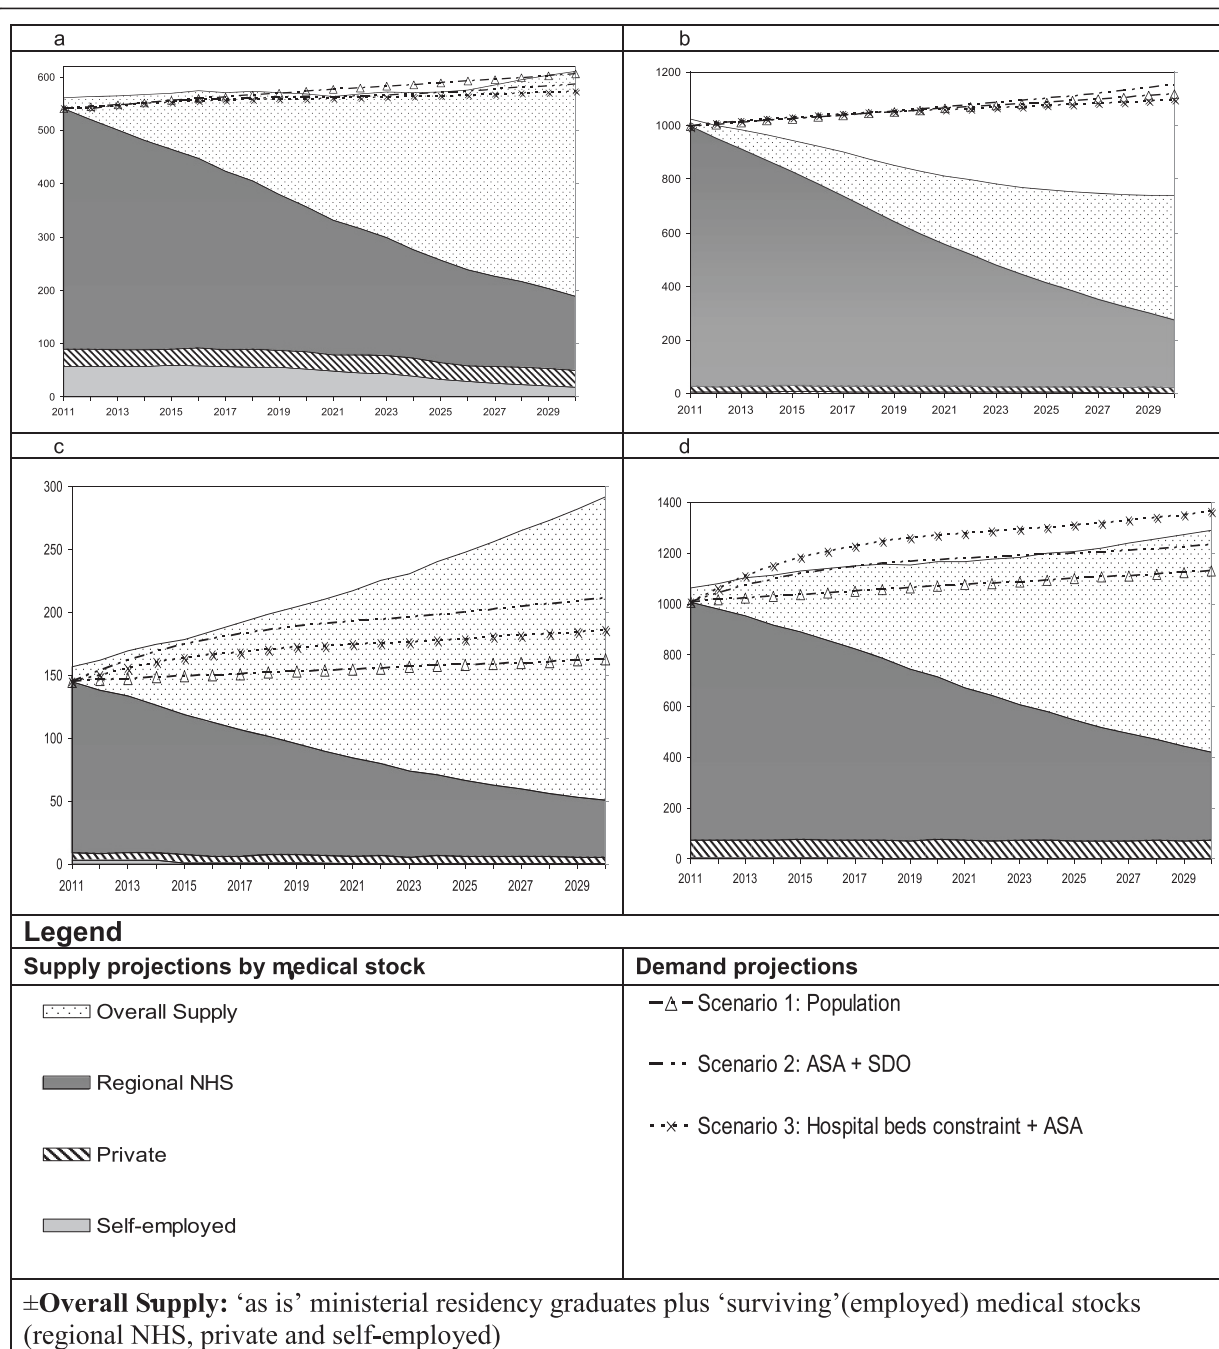 a
b
600
500
400
300
200
100
0
2011 2013 2015 2017 2019 2021 2023 2025 2027 2029
1200
1000
800
600
400
200
0
2011 2013 2015 2017 2019 2021 2023 2025 2027 2029
c
d
300
250
200
150
100
50
0
2011 2013 2015 2017 2019 2021 2023 2025 2027 2029
1400
1200
1000
800
600
400
200
0
2011 2013 2015 2017 2019 2021 2023 2025 2027 2029
Legend
Supply projections by medical stock
Demand projections
Overall Supply
Regional NHS
Private
Self-employed
Scenario 1: Population
Scenario 2: ASA + SDO
Scenario 3: Hospital beds constraint + ASA
±Overall Supply: ‘as is’ ministerial residency graduates plus ‘surviving’(employed) medical stocks
(regional NHS, private and self-employed)